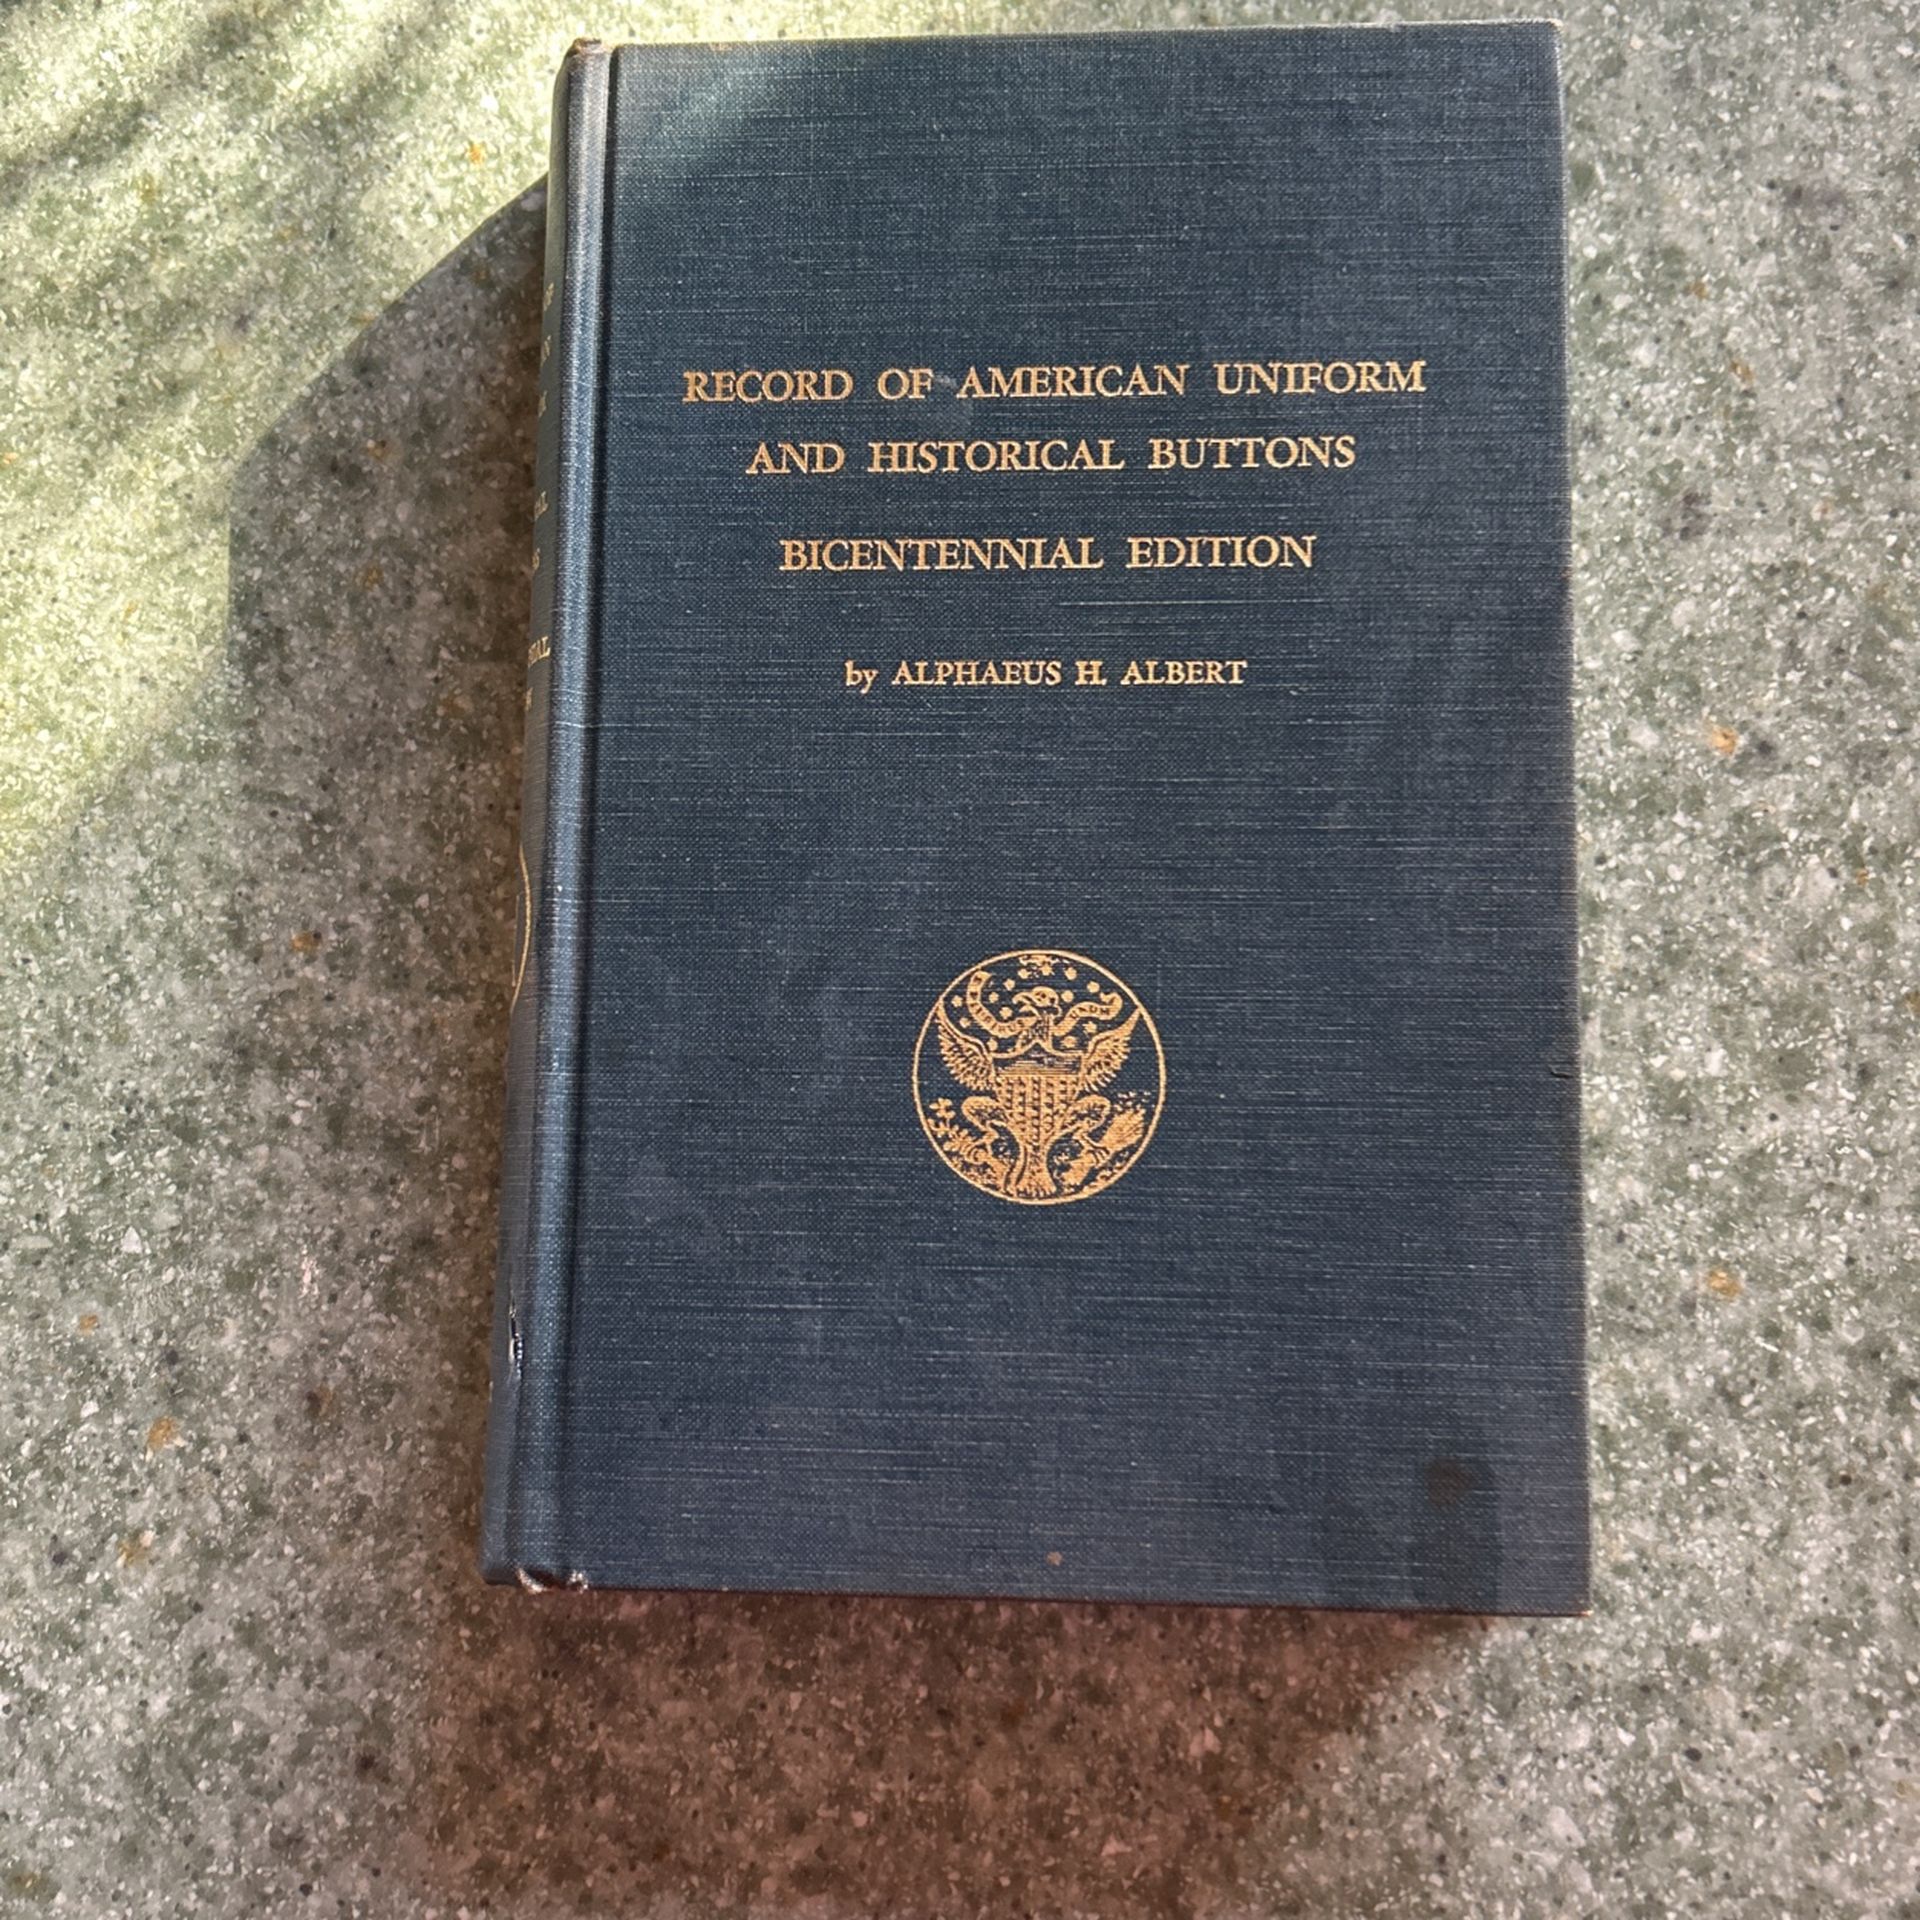 RECORD OF AMERICAN UNIFORM
AND HISTORICAL BUTTONS
BICENTENNIAL EDITION
by ALPHAEUS H. ALBERT